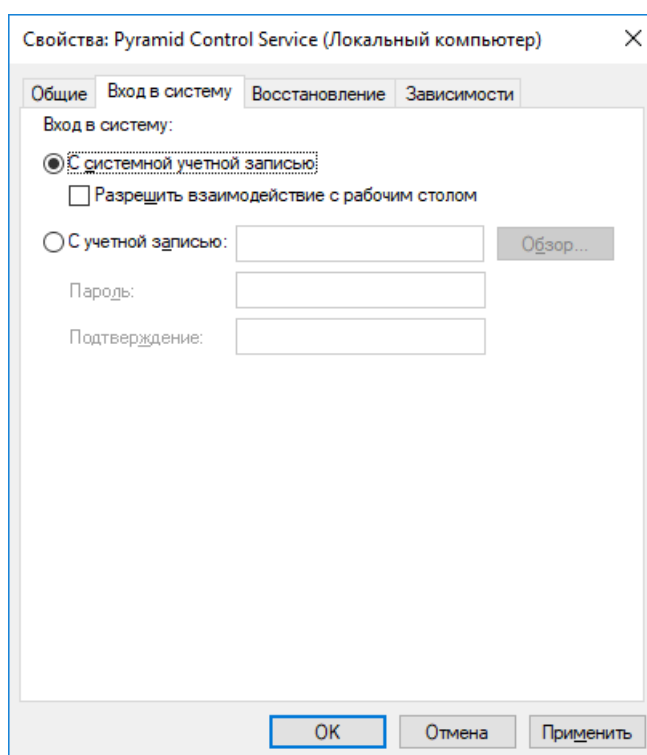 Свойства: Pyramid Control Service (Локальный компьютер)
Общие Вход в систему Восстановление Зависимости
Вход в систему:
С системной учетной записью
Разрешить взаимодействие с рабочим столом
С учетной записью: Обзор...
Пароль:
Подтверждение:
OK Отмена Применить